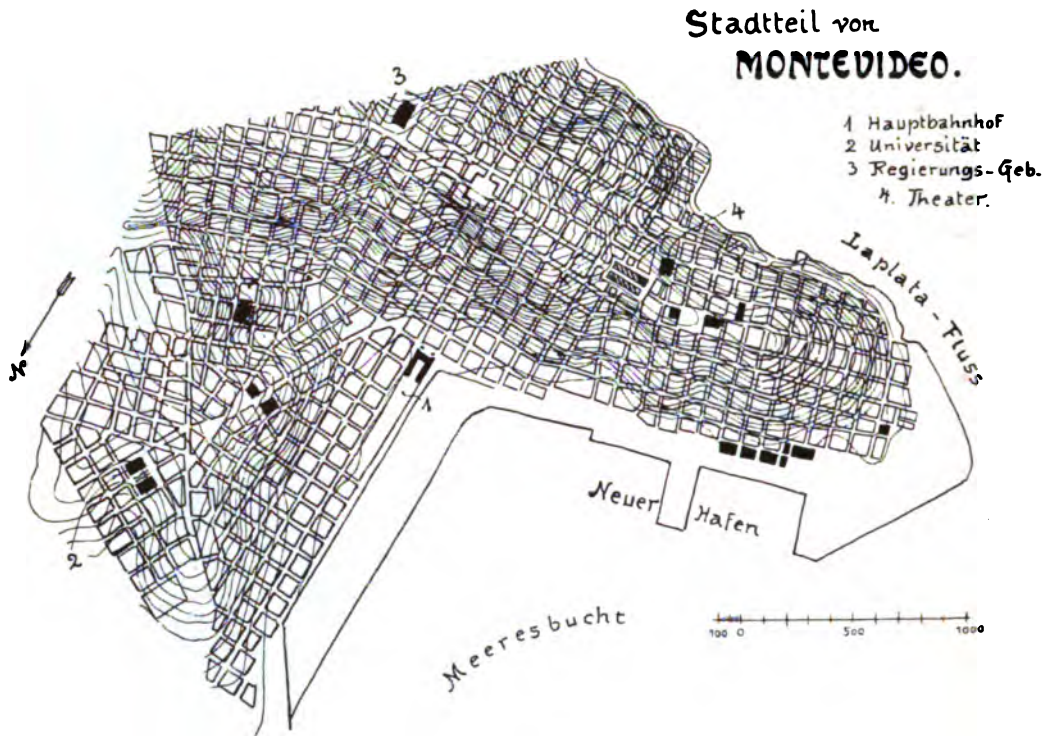 Stadtteil von
MONTEVIDEO.
1 Hauptbahnhof
2 Universität
3 Regierungs-Geb.
4. Theater.
3
4
Laplata-Fluss
N
1
2
Neuer Hafen
Meeresbucht
100 0 500 1000